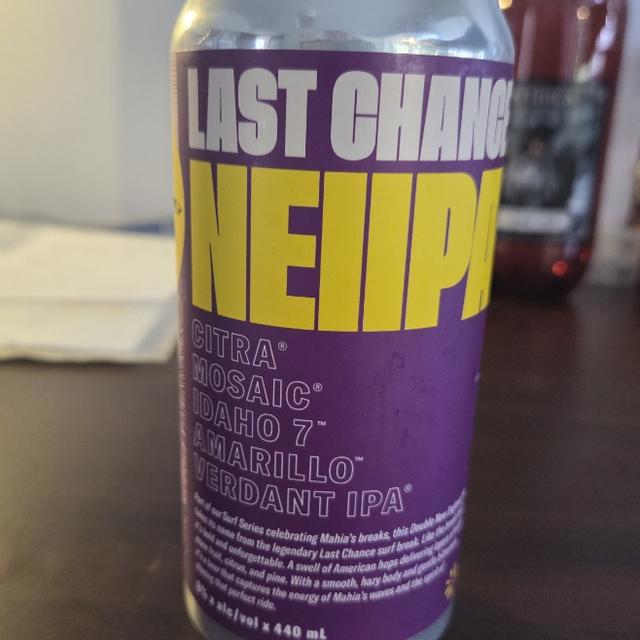 LAST CHANC
NEIIPA
CITRA®
MOSAIC®
IDAHO 7™
AMARILLO™
VERDANT IPA®
Part of our Surf Series celebrating Mahia's breaks, this Double New
its name from the legendary Last Chance surf break. Like
and unforgettable. A swell of American hops delivering
fruit, citrus, and pine. With a smooth, hazy body and
that captures the energy of Mahia's waves and the
that perfect ride.
alc/vol x 440 mL